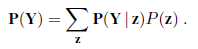 P(Y) = ∑_z P(Y | z)P(z) .